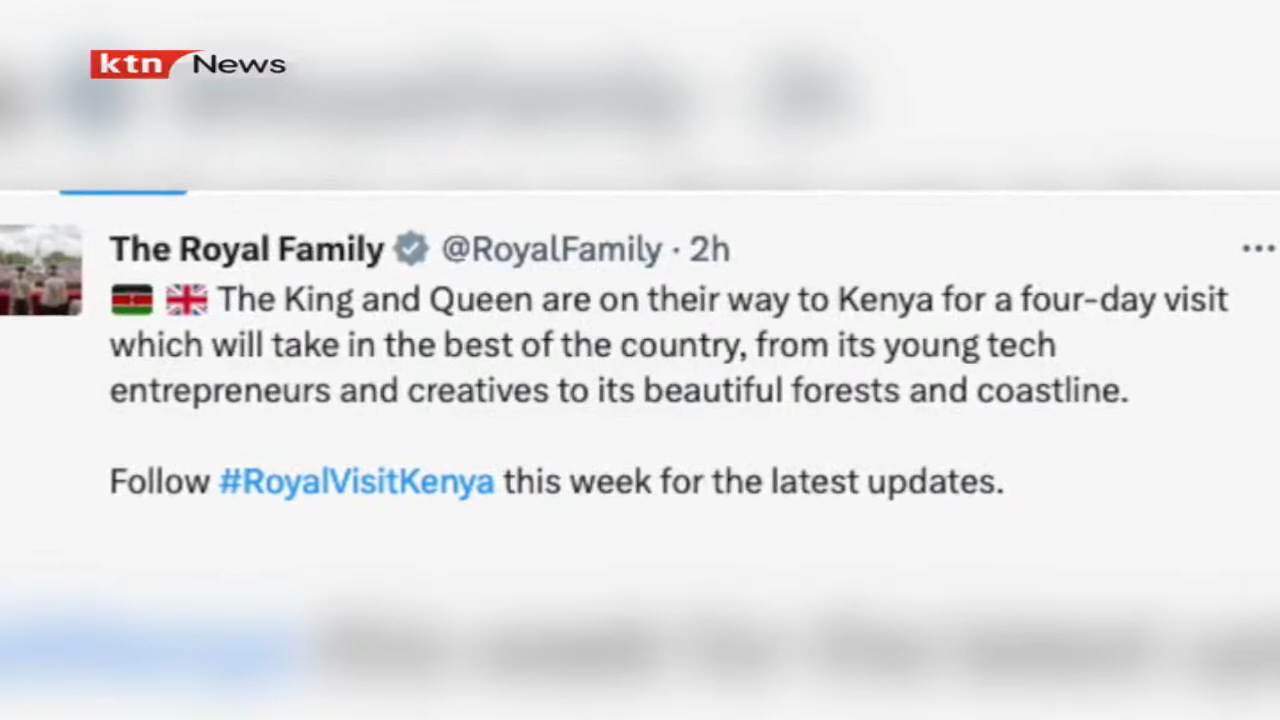 ktn News
The Royal Family @RoyalFamily · 2h
🇰🇪 🇬🇧 The King and Queen are on their way to Kenya for a four-day visit
which will take in the best of the country, from its young tech
entrepreneurs and creatives to its beautiful forests and coastline.
Follow #RoyalVisitKenya this week for the latest updates.